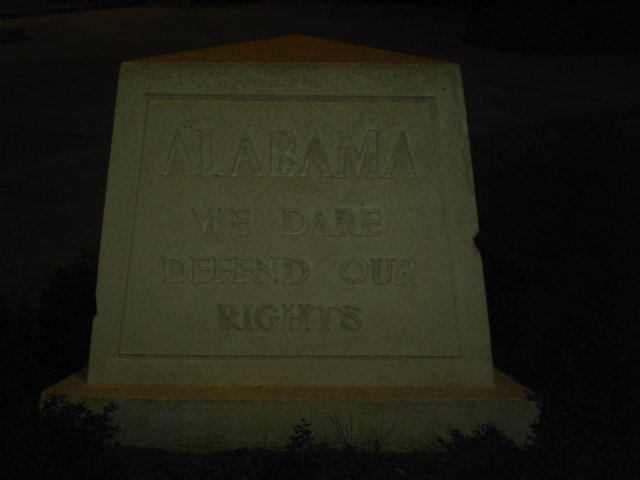 ALABAMA
WE DARE
DEFEND OUR
RIGHTS